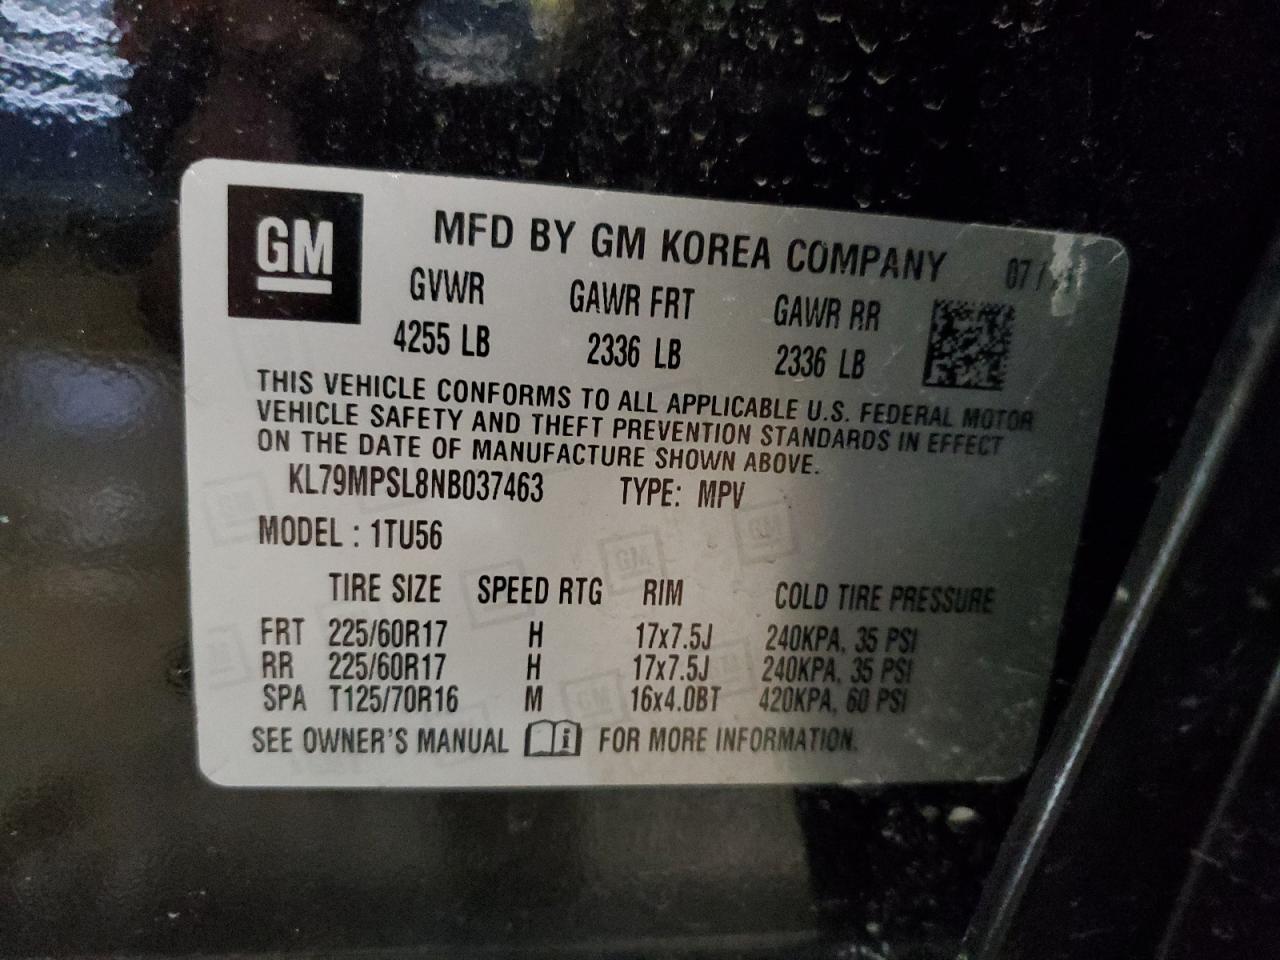 GM
MFD BY GM KOREA COMPANY 07/
GVWR GAWR FRT GAWR RR
4255 LB 2336 LB 2336 LB
THIS VEHICLE CONFORMS TO ALL APPLICABLE U.S. FEDERAL MOTOR
VEHICLE SAFETY AND THEFT PREVENTION STANDARDS IN EFFECT
ON THE DATE OF MANUFACTURE SHOWN ABOVE.
KL79MPSL8NB037463 TYPE: MPV
MODEL : 1TU56
TIRE SIZE SPEED RTG RIM COLD TIRE PRESSURE
FRT 225/60R17 H 17x7.5J 240KPA, 35 PSI
RR 225/60R17 H 17x7.5J 240KPA, 35 PSI
SPA T125/70R16 M 16x4.0BT 420KPA, 60 PSI
SEE OWNER'S MANUAL i FOR MORE INFORMATION.